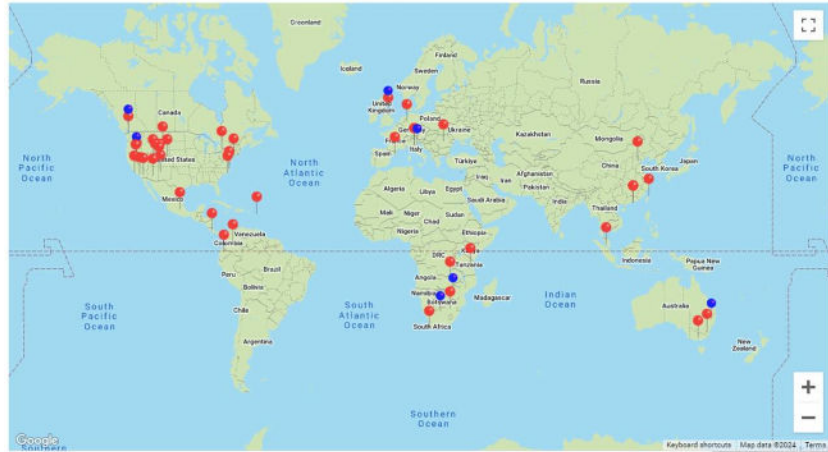 Greenland
Iceland
Finland
Sweden
Norway
Russia
Canada
United
Kingdom
Poland
Germany
Ukraine
Kazakhstan
Mongolia
France
Italy
Spain
Türkiye
North
Pacific
Ocean
United States
North
Atlantic
Ocean
China
South Korea
Japan
North
Pacific
Ocean
Iraq
Iran
Afghanistan
Pakistan
Algeria
Libya
Egypt
Saudi Arabia
India
Mexico
Mali
Niger
Chad
Sudan
Thailand
Nigeria
Ethiopia
Venezuela
Colombia
Kenya
DRC
Tanzania
Indonesia
Papua New
Guinea
Brazil
Peru
Bolivia
Angola
Namibia
Botswana
Madagascar
Indian
Ocean
South
Pacific
Ocean
South
Atlantic
Ocean
Australia
Chile
South Africa
Argentina
New
Zealand
Southern
Ocean
+
−
Google
Southern
Keyboard shortcuts
Map data ©2024
Terms